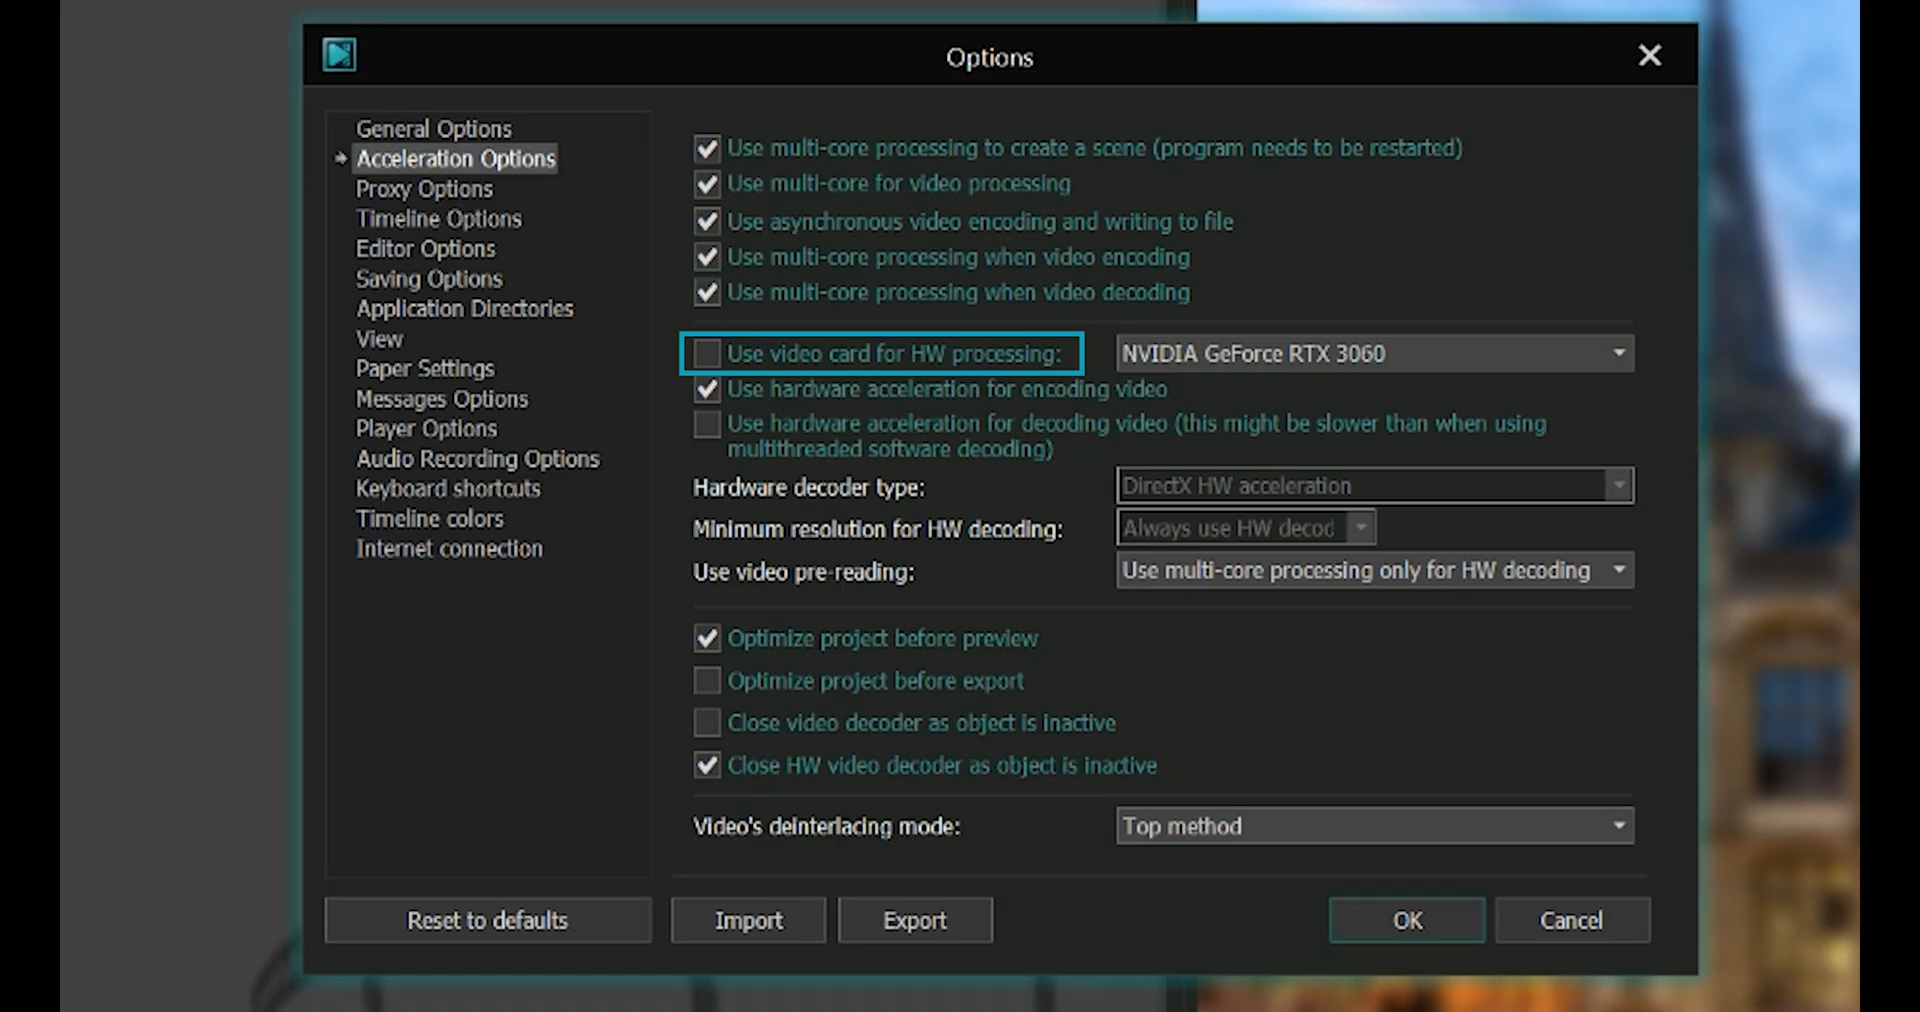 Options
General Options
Acceleration Options
Proxy Options
Timeline Options
Editor Options
Saving Options
Application Directories
View
Paper Settings
Messages Options
Player Options
Audio Recording Options
Keyboard shortcuts
Timeline colors
Internet connection
Use multi-core processing to create a scene (program needs to be restarted)
Use multi-core for video processing
Use asynchronous video encoding and writing to file
Use multi-core processing when video encoding
Use multi-core processing when video decoding
Use video card for HW processing: NVIDIA GeForce RTX 3060
Use hardware acceleration for encoding video
Use hardware acceleration for decoding video (this might be slower than when using
multithreaded software decoding)
Hardware decoder type: DirectX HW acceleration
Minimum resolution for HW decoding: Always use HW decod
Use video pre-reading: Use multi-core processing only for HW decoding
Optimize project before preview
Optimize project before export
Close video decoder as object is inactive
Close HW video decoder as object is inactive
Video's deinterlacing mode: Top method
Reset to defaults Import Export OK Cancel